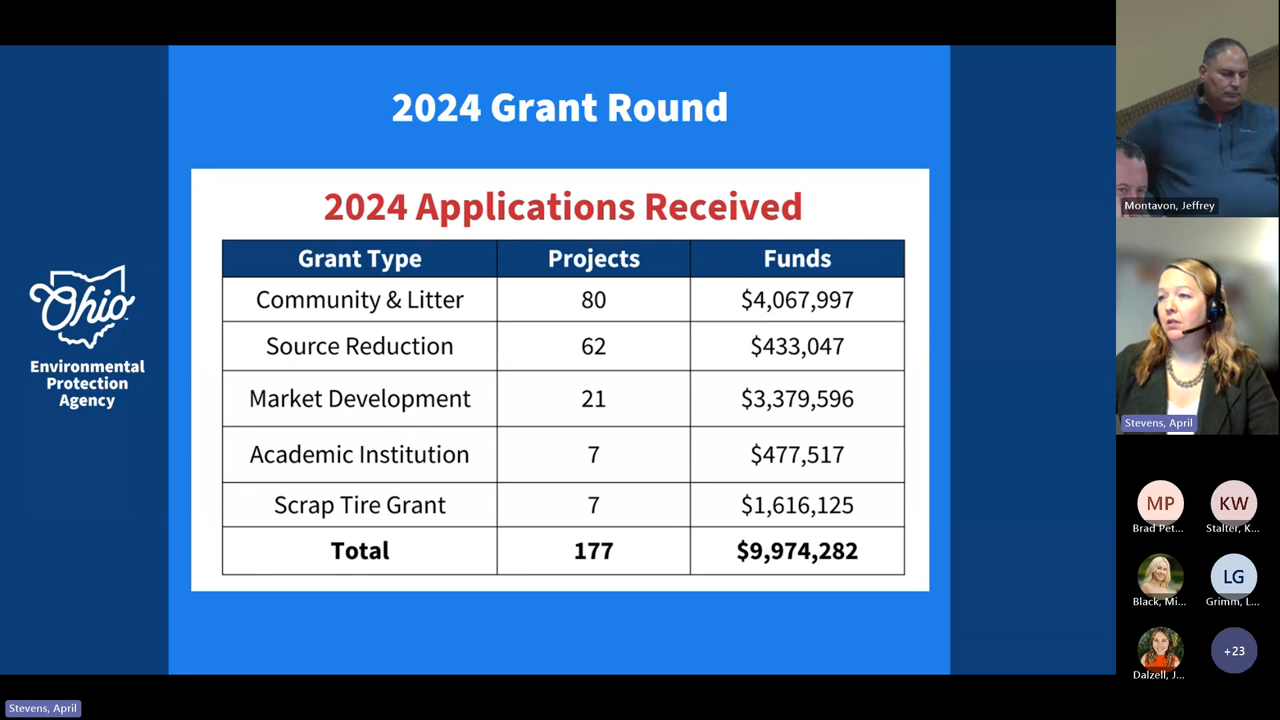 2024 Grant Round
2024 Applications Received
Grant Type Projects Funds
Community & Litter 80 $4,067,997
Source Reduction 62 $433,047
Market Development 21 $3,379,596
Academic Institution 7 $477,517
Scrap Tire Grant 7 $1,616,125
Total 177 $9,974,282
Ohio
Environmental
Protection
Agency
Montavon, Jeffrey
Stevens, April
MP KW
Brad Pet... Stalter, K...
LG
Black, Mi... Grimm, L...
+23
Dalzell, J...
Stevens, April